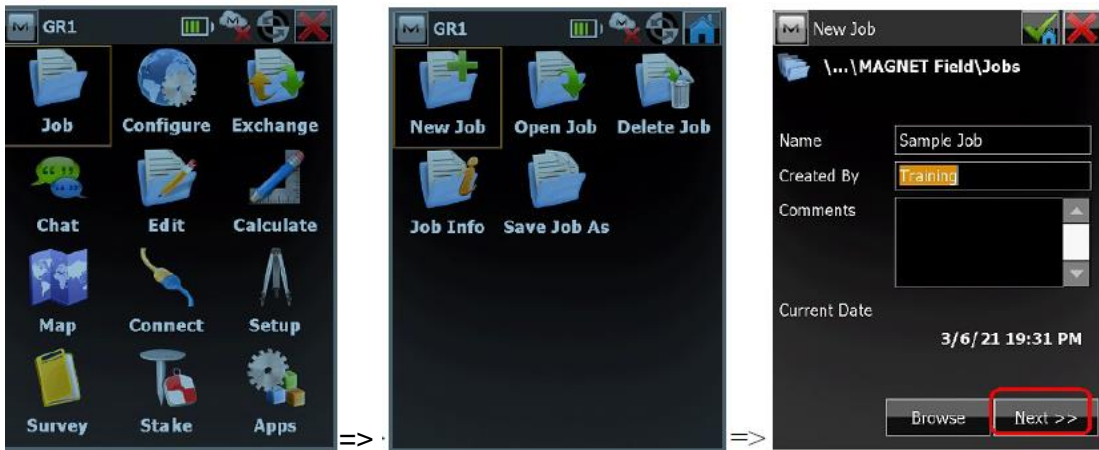 GR1
Job Configure Exchange
Chat Edit Calculate
Map Connect Setup
Survey Stake Apps
=>
GR1
New Job Open Job Delete Job
Job Info Save Job As
=>
New Job
\...\MAGNET Field\Jobs
Name Sample Job
Created By Training
Comments
Current Date
3/6/21 19:31 PM
Browse Next >>